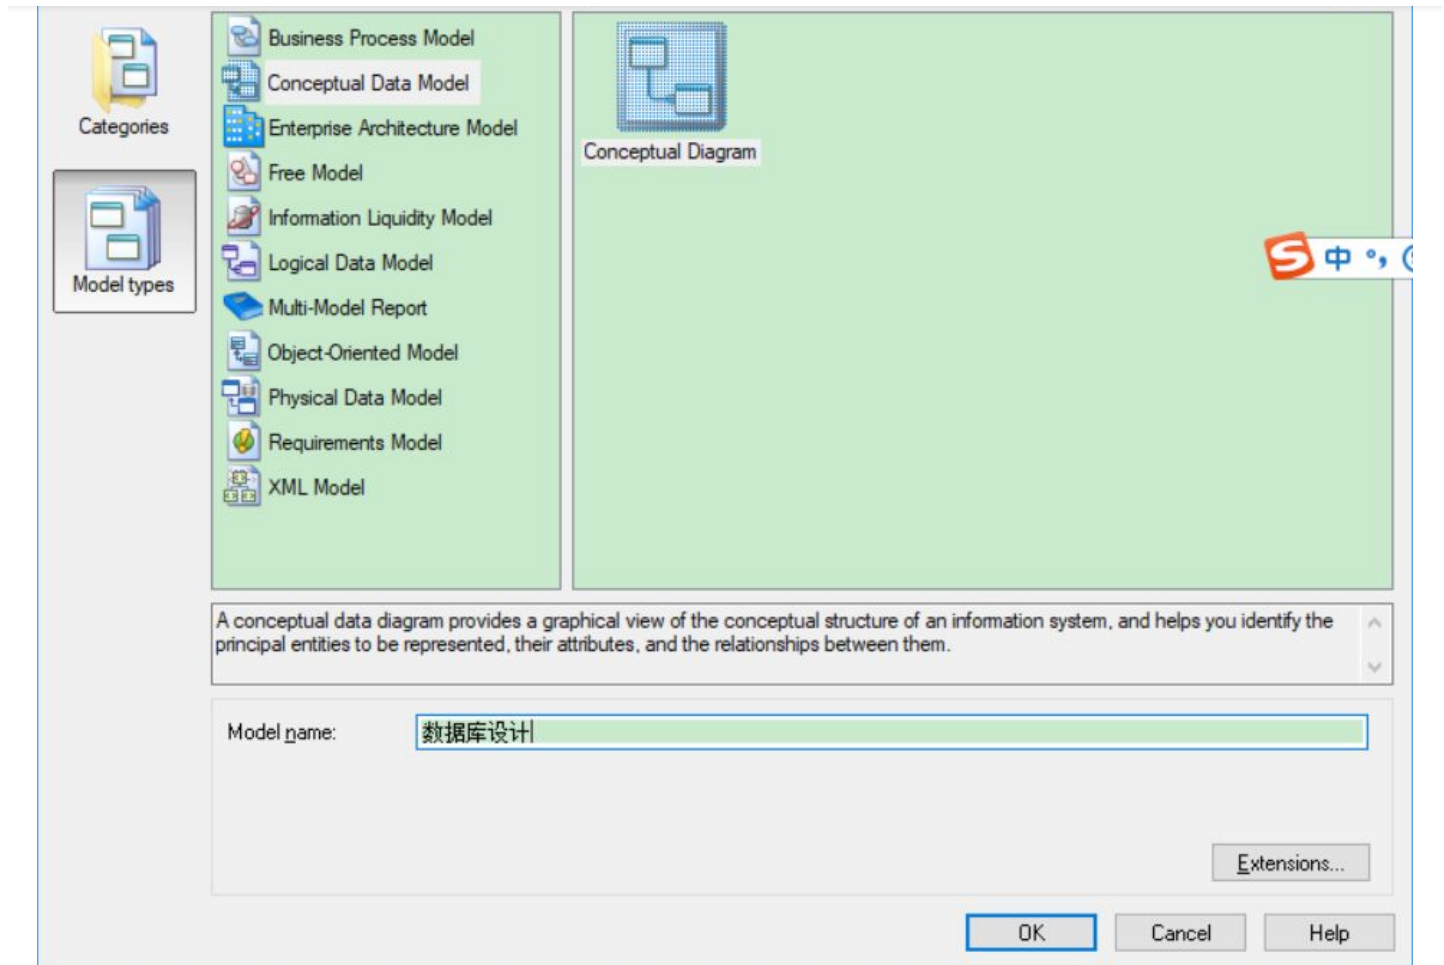 Categories
Model types
Business Process Model
Conceptual Data Model
Enterprise Architecture Model
Free Model
Information Liquidity Model
Logical Data Model
Multi-Model Report
Object-Oriented Model
Physical Data Model
Requirements Model
XML Model
Conceptual Diagram
S 中 °,
A conceptual data diagram provides a graphical view of the conceptual structure of an information system, and helps you identify the
principal entities to be represented, their attributes, and the relationships between them.
Model name:
数据库设计
Extensions...
OK
Cancel
Help